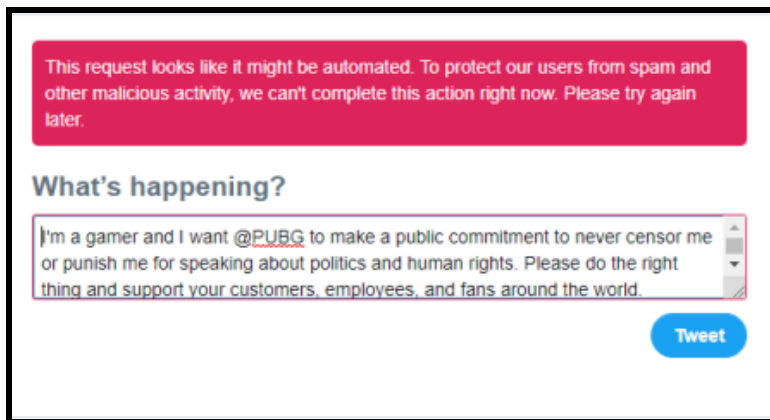 This request looks like it might be automated. To protect our users from spam and
other malicious activity, we can't complete this action right now. Please try again
later.
What's happening?
I'm a gamer and I want @PUBG to make a public commitment to never censor me
or punish me for speaking about politics and human rights. Please do the right
thing and support your customers, employees, and fans around the world.
Tweet